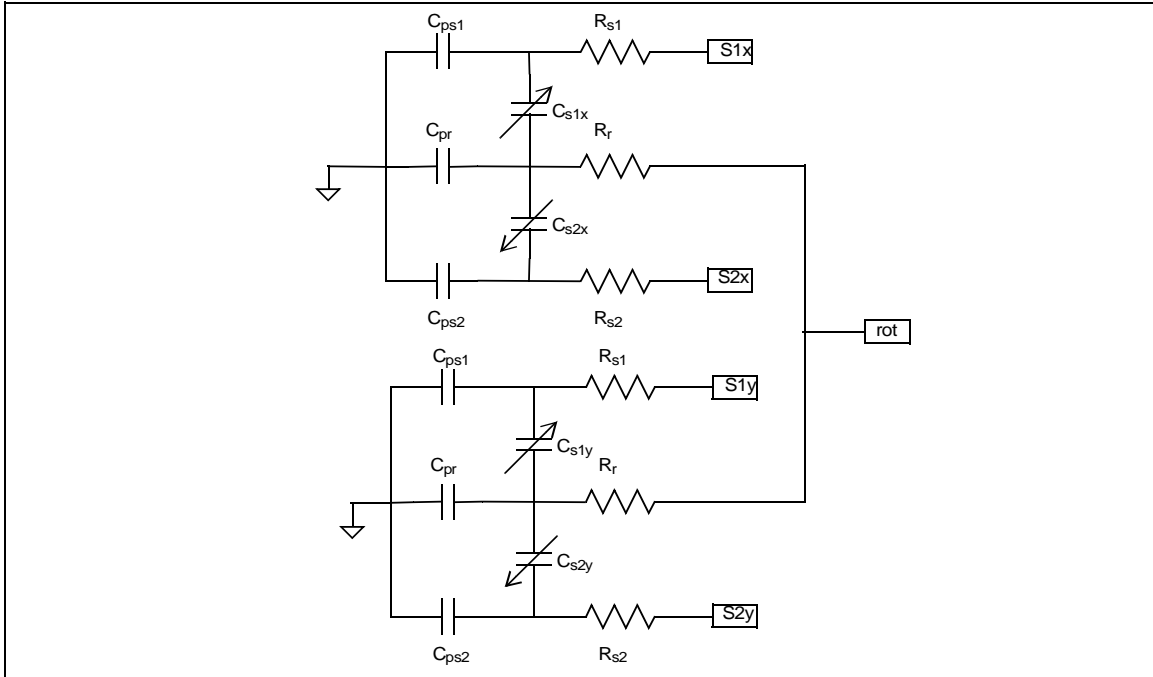 Cps1
Rs1
S1x
Cs1x
Cpr
Rr
Cs2x
S2x
Cps2
Rs2
rot
Cps1
Rs1
S1y
Cs1y
Cpr
Rr
Cs2y
S2y
Cps2
Rs2